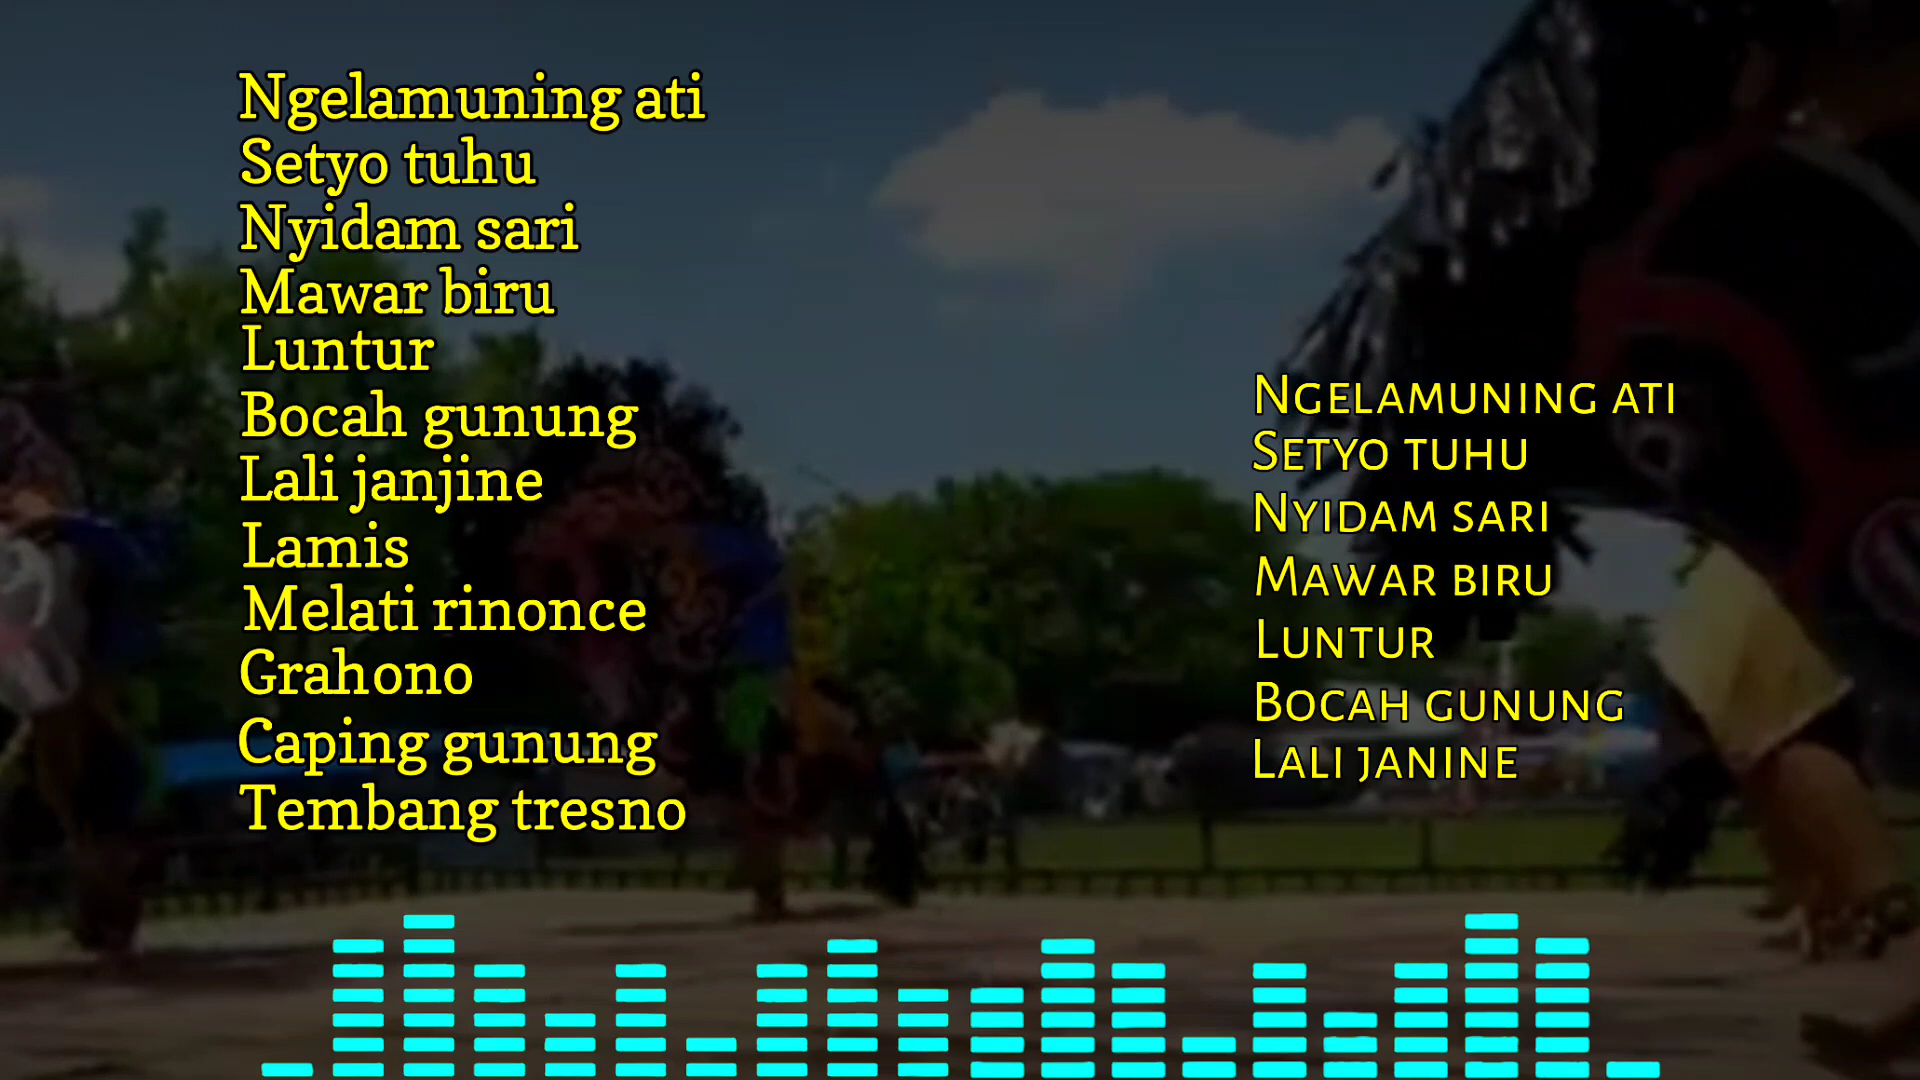 Ngelamuning ati
Setyo tuhu
Nyidam sari
Mawar biru
Luntur
Bocah gunung
Lali janjine
Lamis
Melati rinonce
Grahono
Caping gunung
Tembang tresno
Ngelamuning ati
Setyo tuhu
Nyidam sari
Mawar biru
Luntur
Bocah gunung
Lali janine